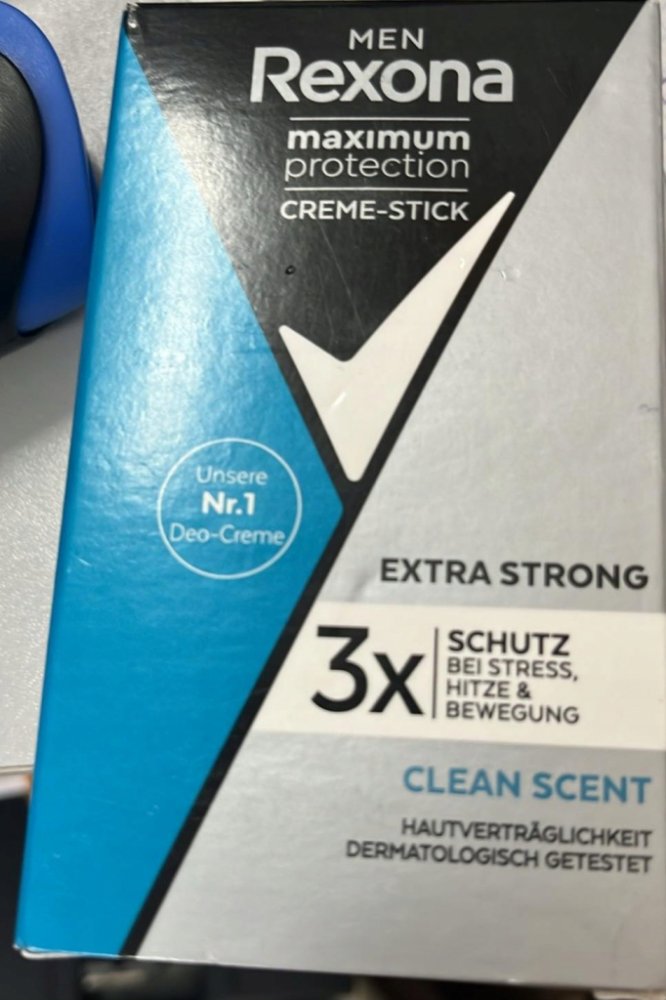 MEN
Rexona
maximum
protection
CREME-STICK
Unsere
Nr.1
Deo-Creme
EXTRA STRONG
3x
SCHUTZ
BEI STRESS,
HITZE &
BEWEGUNG
CLEAN SCENT
HAUTVERTRÄGLICHKEIT
DERMATOLOGISCH GETESTET